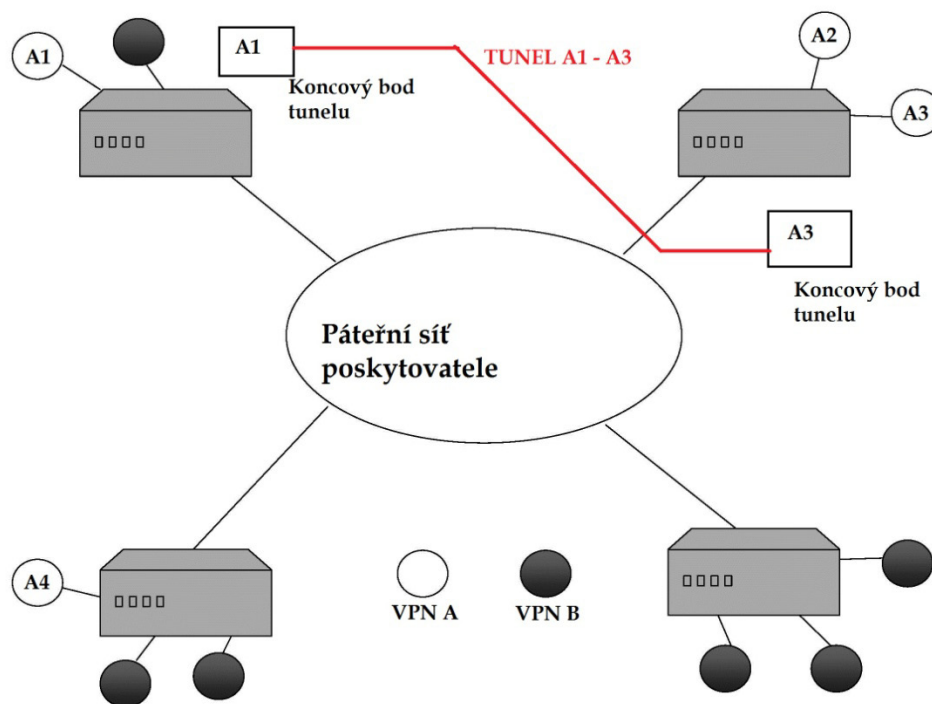 A1
A1
TUNEL A1 - A3
A2
Koncový bod
tunelu
A3
A3
Koncový bod
tunelu
Páteřní síť
poskytovatele
A4
VPN A
VPN B